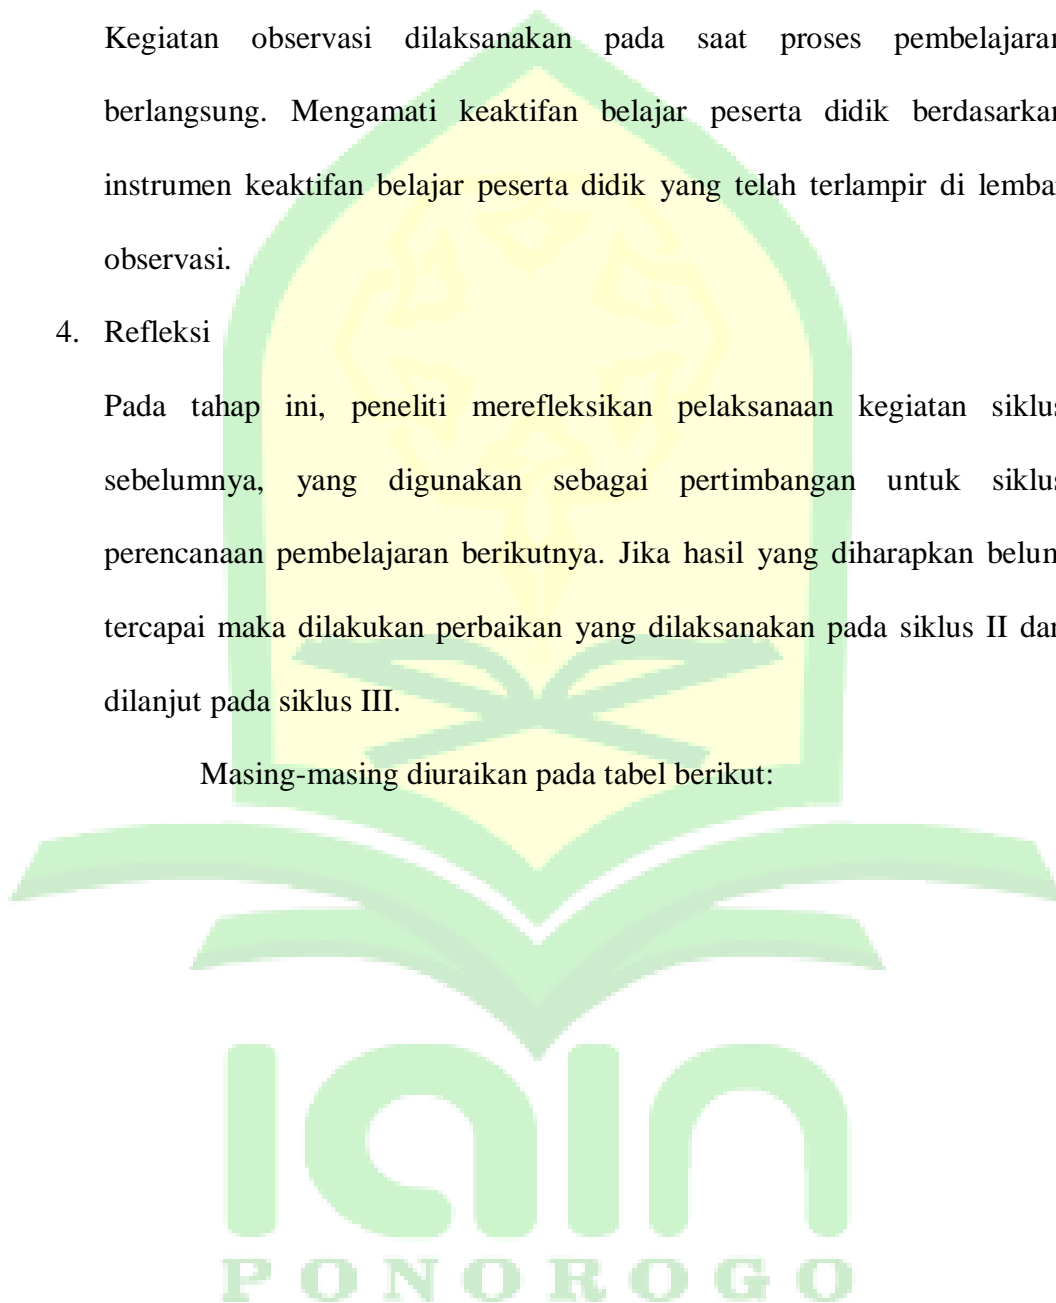 Kegiatan observasi dilaksanakan pada saat proses pembelajaran
berlangsung. Mengamati keaktifan belajar peserta didik berdasarkan
instrumen keaktifan belajar peserta didik yang telah terlampir di lembar
observasi.
4. Refleksi
Pada tahap ini, peneliti merefleksikan pelaksanaan kegiatan siklus
sebelumnya, yang digunakan sebagai pertimbangan untuk siklus
perencanaan pembelajaran berikutnya. Jika hasil yang diharapkan belum
tercapai maka dilakukan perbaikan yang dilaksanakan pada siklus II dan
dilanjut pada siklus III.
Masing-masing diuraikan pada tabel berikut:
iain
PONOROGO